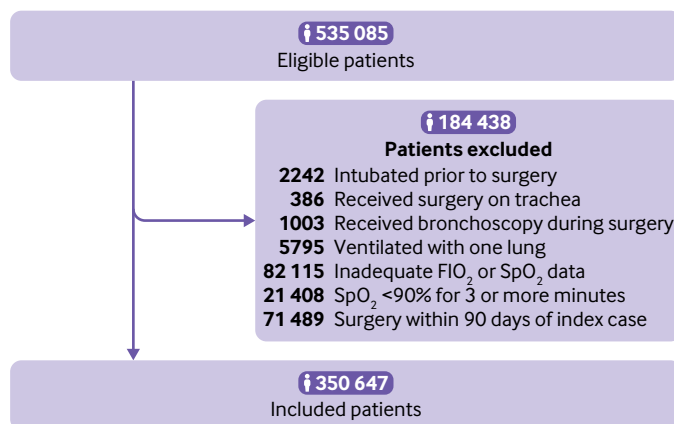 535 085
Eligible patients
184 438
Patients excluded
2242 Intubated prior to surgery
386 Received surgery on trachea
1003 Received bronchoscopy during surgery
5795 Ventilated with one lung
82 115 Inadequate FIO₂ or SpO₂ data
21 408 SpO₂ <90% for 3 or more minutes
71 489 Surgery within 90 days of index case
350 647
Included patients